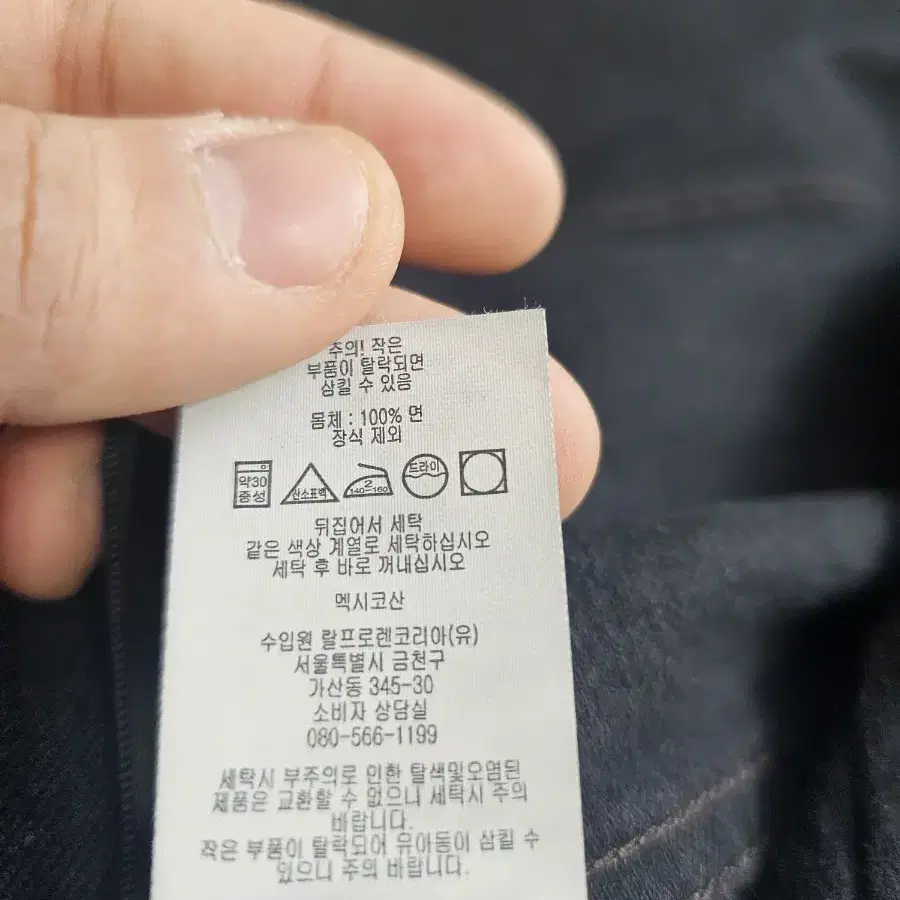 주의! 작은
부품이 탈락되면
삼킬 수 있음
몸체 : 100% 면
장식 제외
약30
중성
산소표백
2
140-160
드라이
뒤집어서 세탁
같은 색상 계열로 세탁하십시오
세탁 후 바로 꺼내십시오
멕시코산
수입원 랄프로렌코리아(유)
서울특별시 금천구
가산동 345-30
소비자 상담실
080-566-1199
세탁시 부주의로 인한 탈색및오염된
제품은 교환할 수 없으니 세탁시 주의
바랍니다.
작은 부품이 탈락되어 유아동이 삼킬 수
있으니 주의 바랍니다.